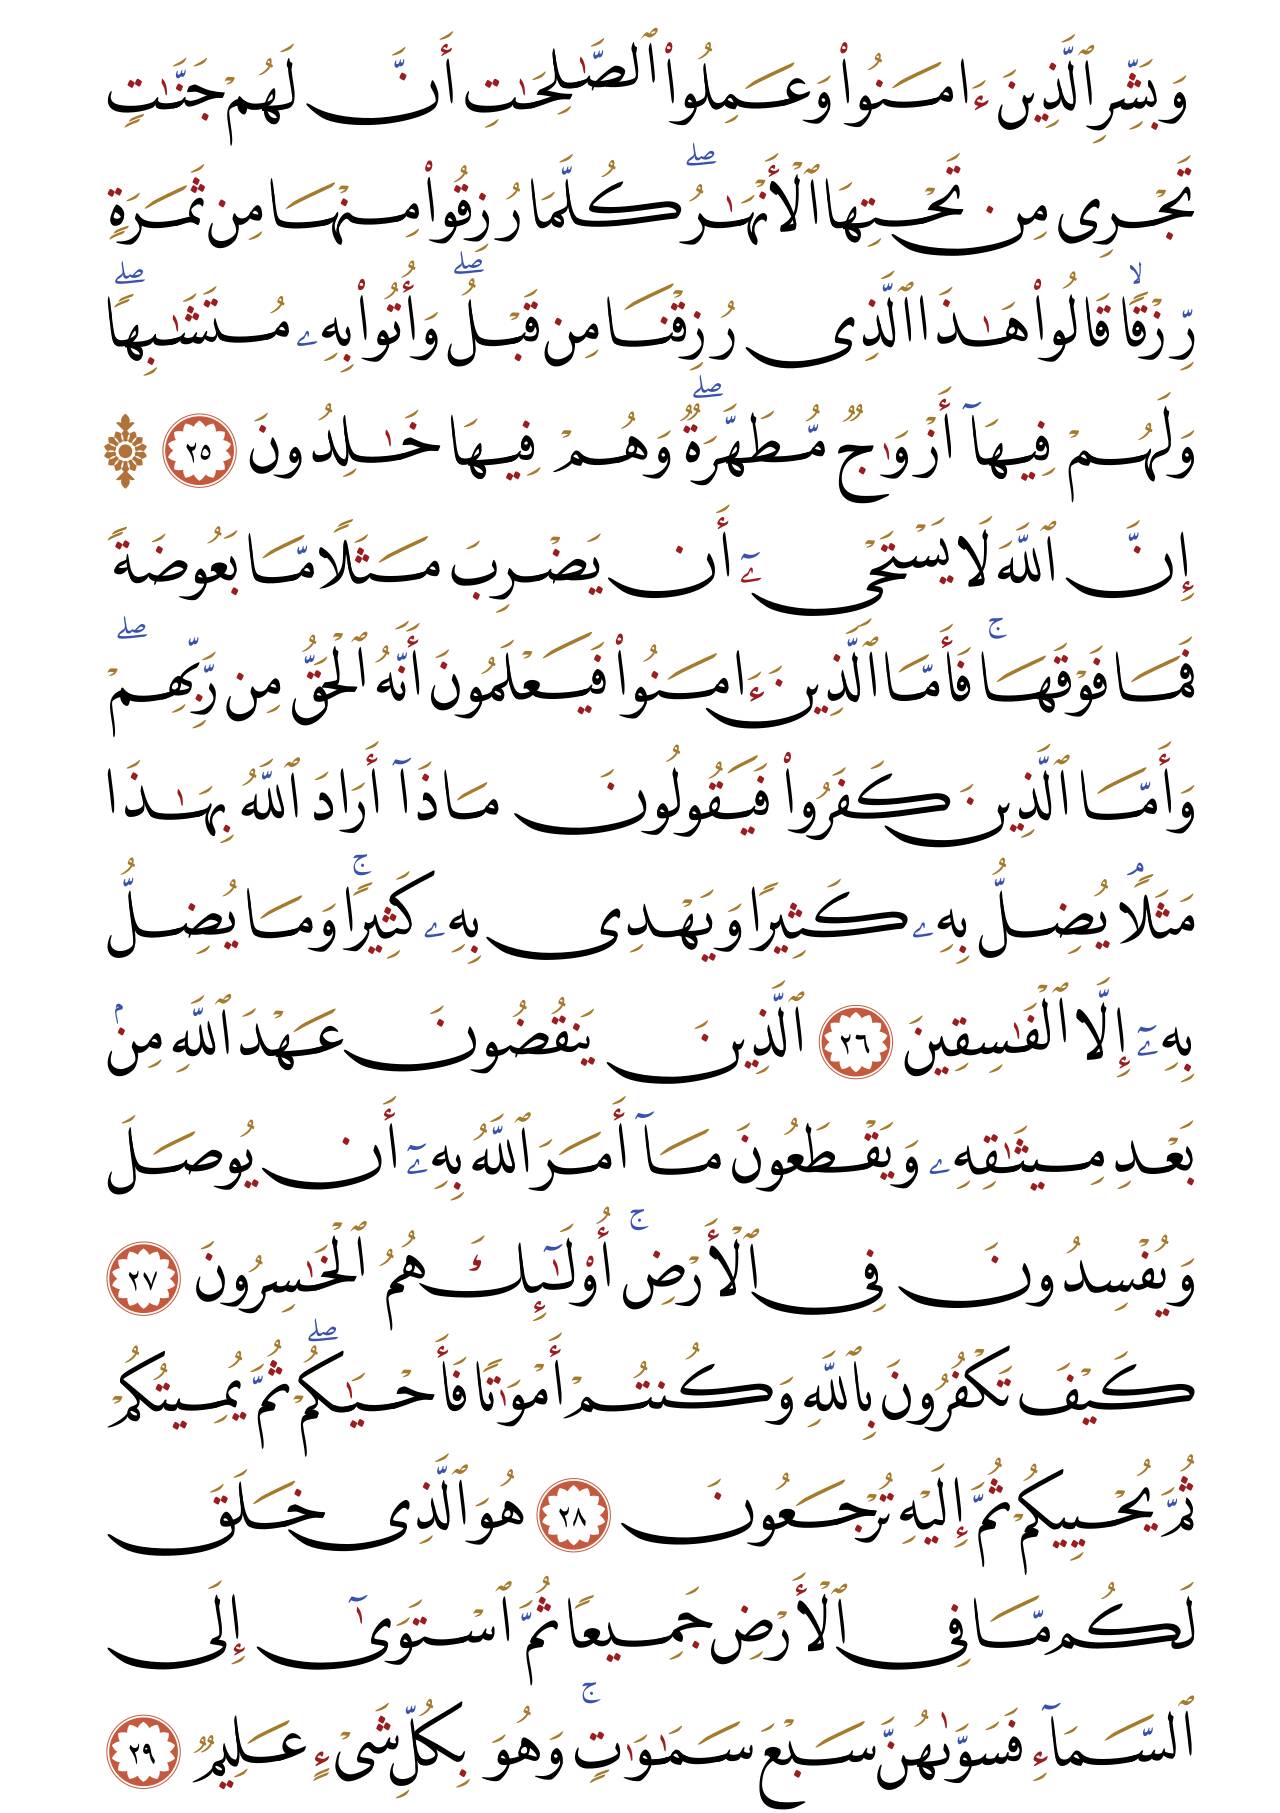 وَبَشِّرِ ٱلَّذِينَ ءَامَنُوا۟ وَعَمِلُوا۟ ٱلصَّـٰلِحَـٰتِ أَنَّ لَهُمْ جَنَّـٰتٍ
تَجْرِى مِن تَحْتِهَا ٱلْأَنْهَـٰرُ ۖ كُلَّمَا رُزِقُوا۟ مِنْهَا مِن ثَمَرَةٍ
رِّزْقًا ۙ قَالُوا۟ هَـٰذَا ٱلَّذِى رُزِقْنَا مِن قَبْلُ ۖ وَأُتُوا۟ بِهِۦ مُتَشَـٰبِهًا ۖ
وَلَهُمْ فِيهَآ أَزْوَٰجٌ مُّطَهَّرَةٌ ۖ وَهُمْ فِيهَا خَـٰلِدُونَ ٢٥ ۞
إِنَّ ٱللَّهَ لَا يَسْتَحْىِۦٓ أَن يَضْرِبَ مَثَلًا مَّا بَعُوضَةً
فَمَا فَوْقَهَا ۚ فَأَمَّا ٱلَّذِينَ ءَامَنُوا۟ فَيَعْلَمُونَ أَنَّهُ ٱلْحَقُّ مِن رَّبِّهِمْ ۖ
وَأَمَّا ٱلَّذِينَ كَفَرُوا۟ فَيَقُولُونَ مَاذَآ أَرَادَ ٱللَّهُ بِهَـٰذَا
مَثَلًا ۘ يُضِلُّ بِهِۦ كَثِيرًا وَيَهْدِى بِهِۦ كَثِيرًا ۚ وَمَا يُضِلُّ
بِهِۦٓ إِلَّا ٱلْفَـٰسِقِينَ ٢٦ ٱلَّذِينَ يَنقُضُونَ عَهْدَ ٱللَّهِ مِنۢ
بَعْدِ مِيثَـٰقِهِۦ وَيَقْطَعُونَ مَآ أَمَرَ ٱللَّهُ بِهِۦٓ أَن يُوصَلَ
وَيُفْسِدُونَ فِى ٱلْأَرْضِ ۚ أُو۟لَـٰٓئِكَ هُمُ ٱلْخَـٰسِرُونَ ٢٧
كَيْفَ تَكْفُرُونَ بِٱللَّهِ وَكُنتُمْ أَمْوَٰتًا فَأَحْيَـٰكُمْ ۖ ثُمَّ يُمِيتُكُمْ
ثُمَّ يُحْيِيكُمْ ثُمَّ إِلَيْهِ تُرْجَعُونَ ٢٨ هُوَ ٱلَّذِى خَلَقَ
لَكُم مَّا فِى ٱلْأَرْضِ جَمِيعًا ثُمَّ ٱسْتَوَىٰٓ إِلَى
ٱلسَّمَآءِ فَسَوَّىٰهُنَّ سَبْعَ سَمَـٰوَٰتٍ ۚ وَهُوَ بِكُلِّ شَىْءٍ عَلِيمٌ ٢٩